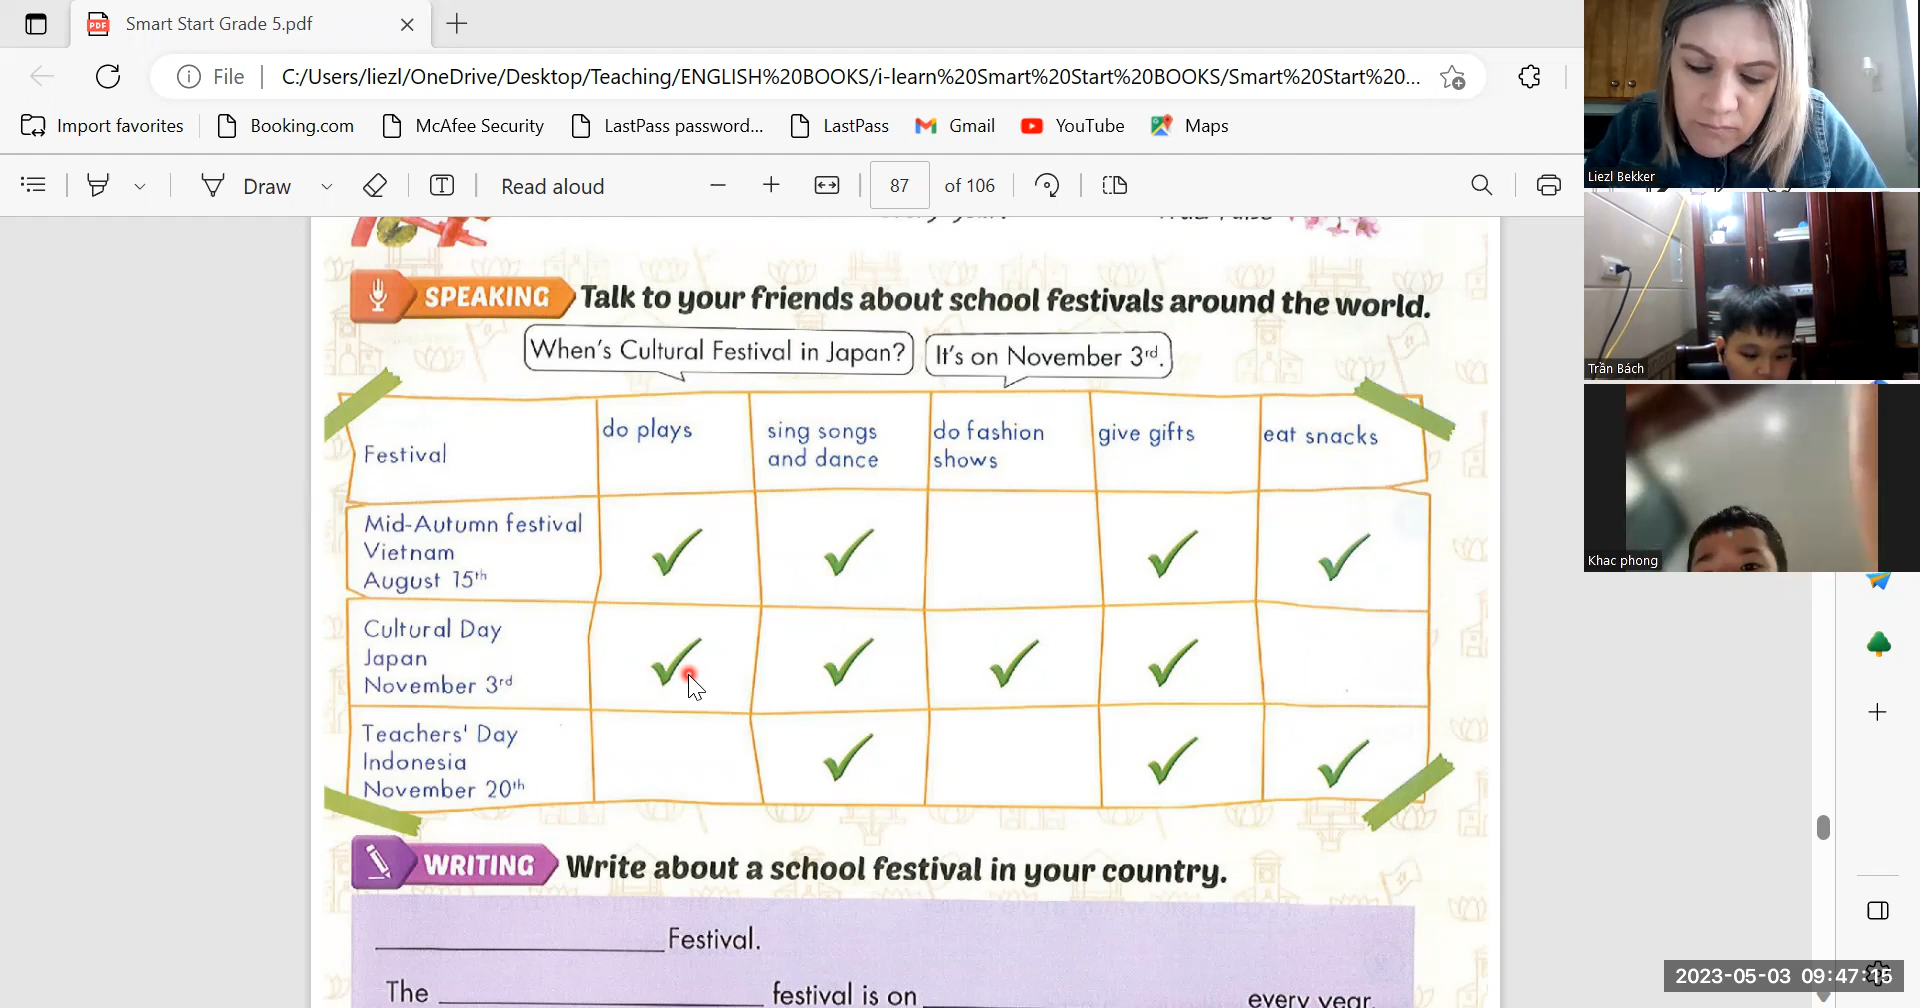 Smart Start Grade 5.pdf
File
C:/Users/liezl/OneDrive/Desktop/Teaching/ENGLISH%20BOOKS/i-learn%20Smart%20Start%20BOOKS/Smart%20Start%20...
Import favorites
Booking.com
McAfee Security
LastPass password...
LastPass
Gmail
YouTube
Maps
Draw
Read aloud
87
of 106
SPEAKING
Talk to your friends about school festivals around the world.
When's Cultural Festival in Japan?
It's on November 3rd.
Festival
do plays
sing songs
and dance
do fashion
shows
give gifts
eat snacks
Mid-Autumn festival
Vietnam
August 15th
Cultural Day
Japan
November 3rd
Teachers' Day
Indonesia
November 20th
WRITING
Write about a school festival in your country.
Festival.
The
festival is on
every year.
Liezl Bekker
Trần Bách
Khac phong
2023-05-03 09:47:15